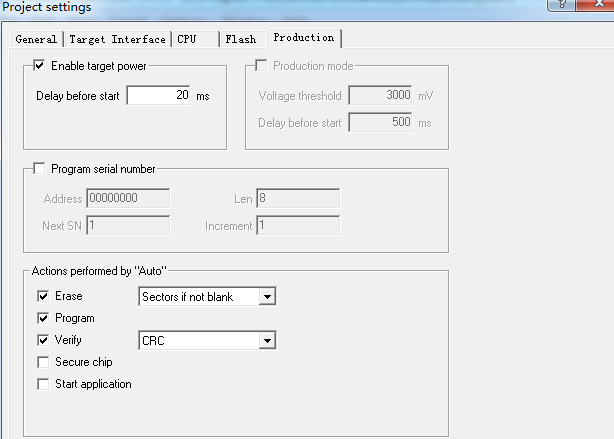 Project settings
?
General Target Interface CPU Flash Production
Enable target power
Delay before start 20 ms
Production mode
Voltage threshold 3000 mV
Delay before start 500 ms
Program serial number
Address 00000000 Len 8
Next SN 1 Increment 1
Actions performed by "Auto"
Erase Sectors if not blank
Program
Verify CRC
Secure chip
Start application